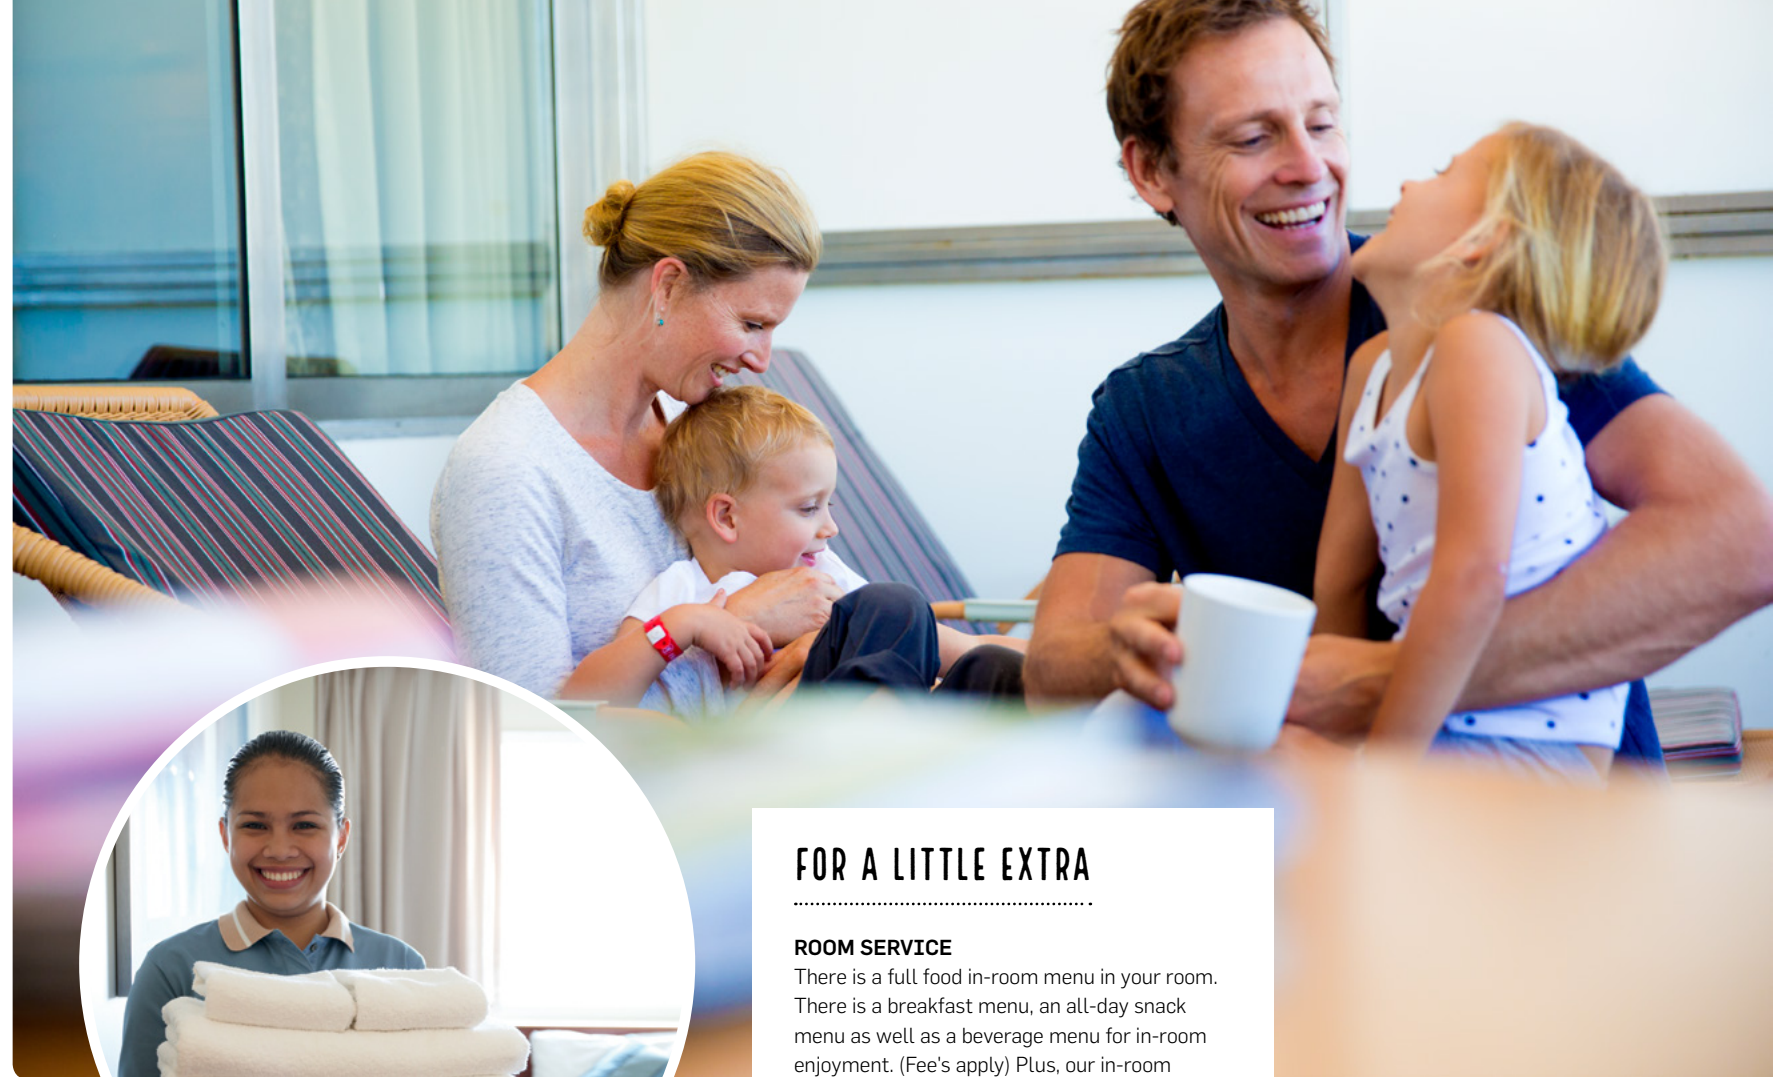 FOR A LITTLE EXTRA
ROOM SERVICE
There is a full food in-room menu in your room.
There is a breakfast menu, an all-day snack
menu as well as a beverage menu for in-room
enjoyment. (Fee's apply) Plus, our in-room